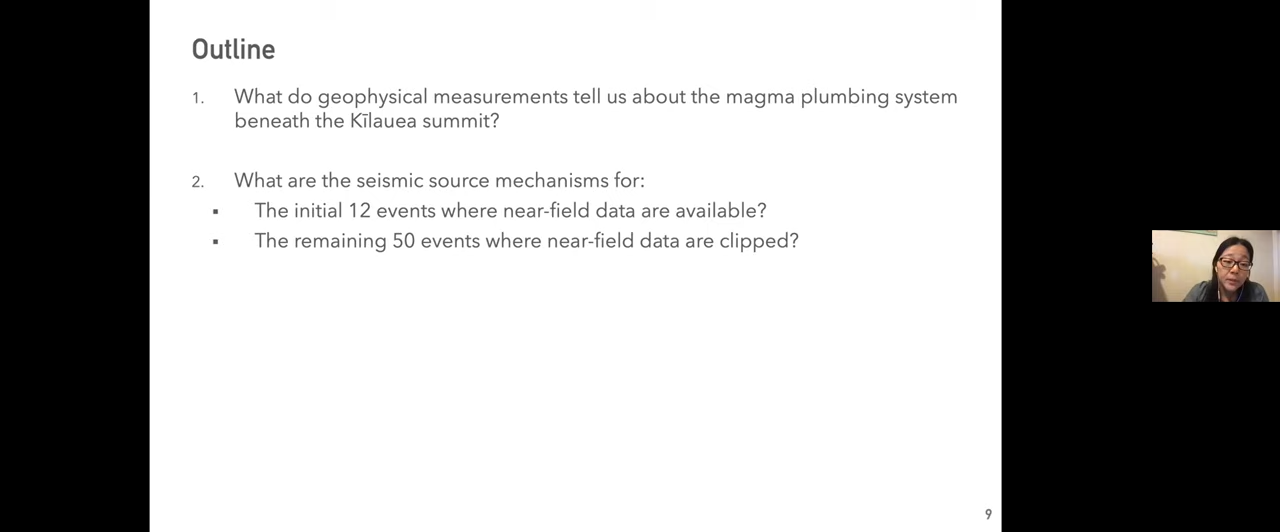 Outline
1. What do geophysical measurements tell us about the magma plumbing system
beneath the Kīlauea summit?
2. What are the seismic source mechanisms for:
▪ The initial 12 events where near-field data are available?
▪ The remaining 50 events where near-field data are clipped?
9